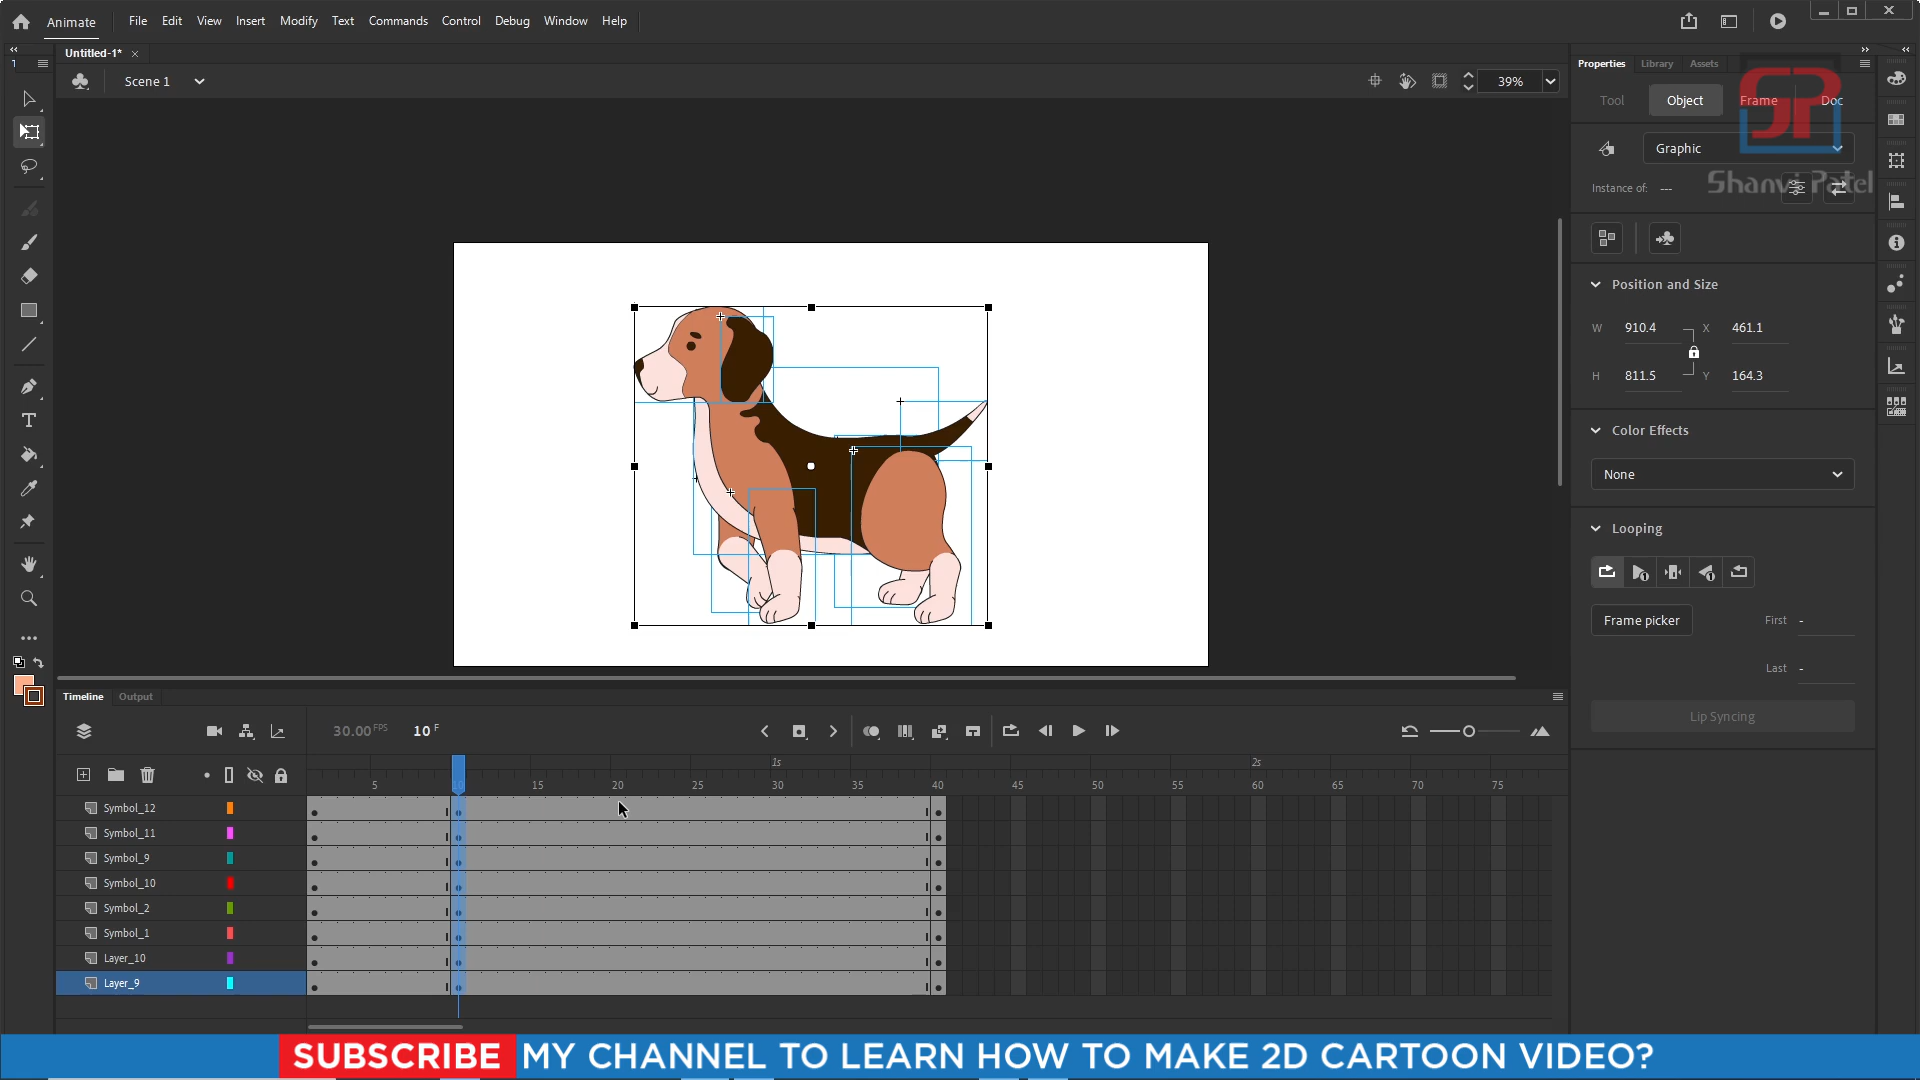 Animate
File Edit View Insert Modify Text Commands Control Debug Window Help
Untitled-1*
Scene 1
39%
Properties Library Assets
Tool Object Frame Doc
Graphic
Instance of: ---
Shanvi Patel
Position and Size
W 910.4 X 461.1
H 811.5 Y 164.3
Color Effects
None
Looping
Frame picker First -
Last -
Lip Syncing
Timeline Output
30.00 FPS 10 F
1s 2s
5 10 15 20 25 30 35 40 45 50 55 60 65 70 75
Symbol_12
Symbol_11
Symbol_9
Symbol_10
Symbol_2
Symbol_1
Layer_10
Layer_9
SUBSCRIBE MY CHANNEL TO LEARN HOW TO MAKE 2D CARTOON VIDEO?